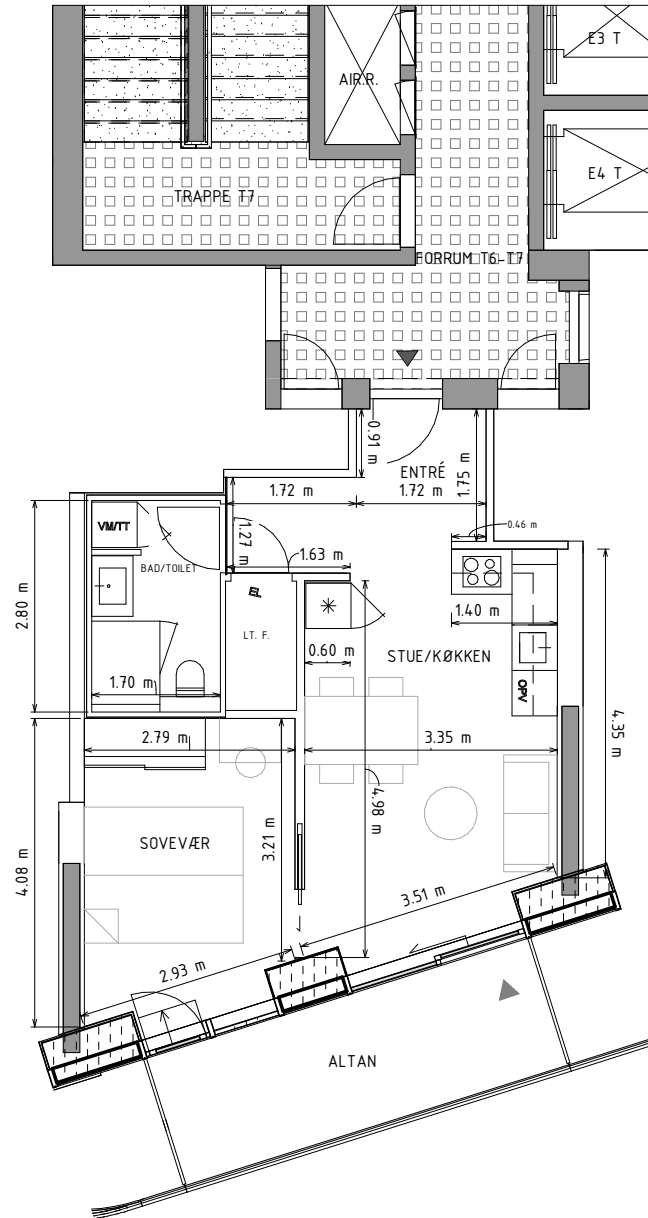 E3 T
AIR.R.
E4 T
TRAPPE T7
FORRUM T6-T7
0.91 m
ENTRÉ
1.75 m
1.72 m
1.72 m
VM/TT
0.46 m
1.27 m
1.63 m
BAD/TOILET
EL
2.80 m
1.40 m
LT. F.
STUE/KØKKEN
0.60 m
1.70 m
OPV
4.35 m
2.79 m
3.35 m
4.98 m
SOVEVÆR
3.21 m
4.08 m
3.51 m
2.93 m
ALTAN